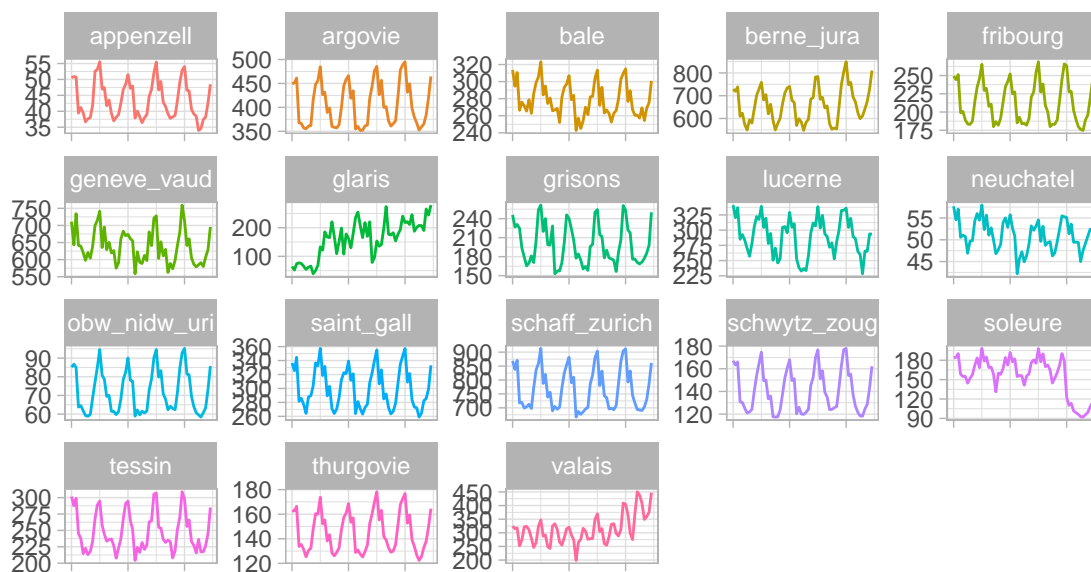 appenzell argovie bale berne_jura fribourg
55 50 45 40 35
500 450 400 350
320 300 280 260 240
800 700 600
250 225 200 175
geneve_vaud glaris grisons lucerne neuchatel
750 700 650 600 550
200 100
240 210 180 150
325 300 275 250 225
55 50 45
obw_nidw_uri saint_gall schaff_zurich schwytz_zoug soleure
90 80 70 60
360 340 320 300 280 260
900 850 800 750 700
180 160 140 120
180 150 120 90
tessin thurgovie valais
300 275 250 225 200
180 160 140 120
450 400 350 300 250 200